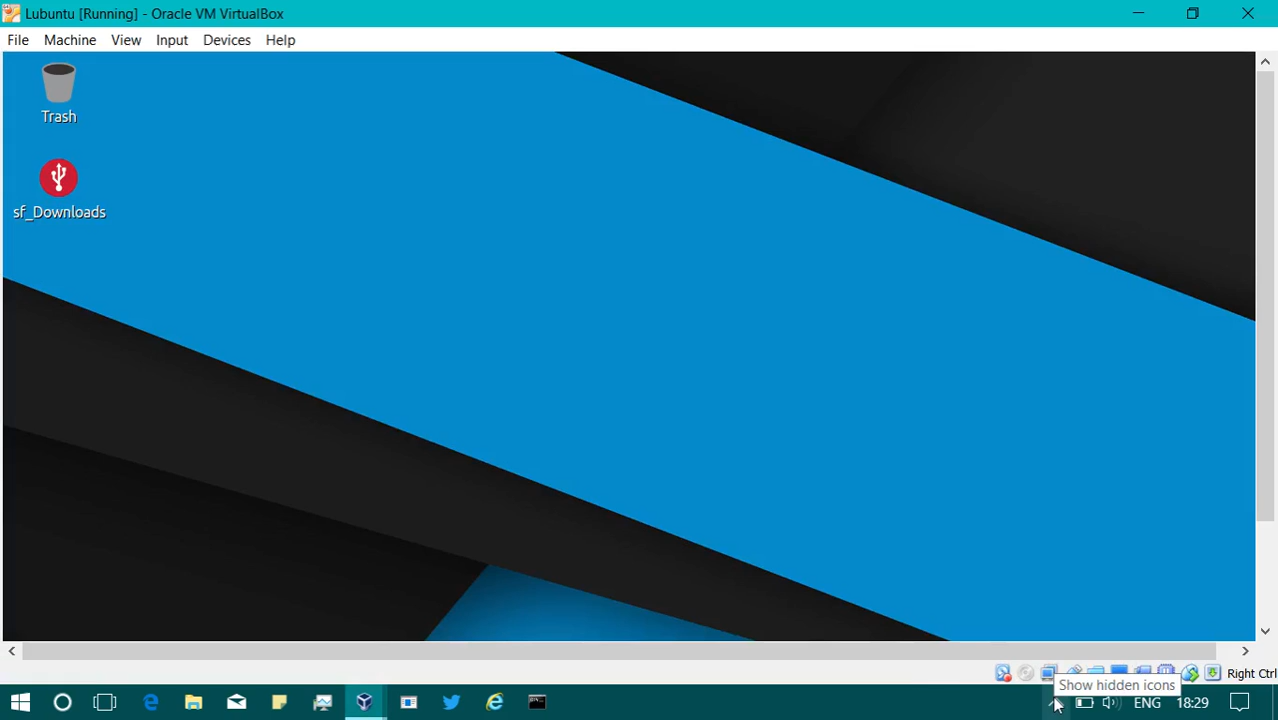 Lubuntu [Running] - Oracle VM VirtualBox
File Machine View Input Devices Help
Trash
sf_Downloads
Right Ctrl
Show hidden icons
ENG 18:29